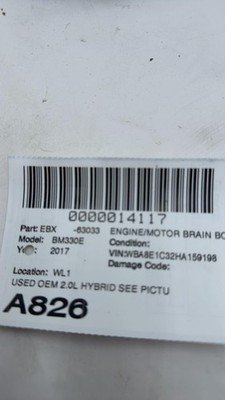 0000014117
Part: EBX -63033 ENGINE/MOTOR BRAIN BO
Model: BM330E Condition:
2017 VIN:WBA8E1C32HA159198
Damage Code:
Location: WL1
USED OEM 2.0L HYBRID SEE PICTU
A826